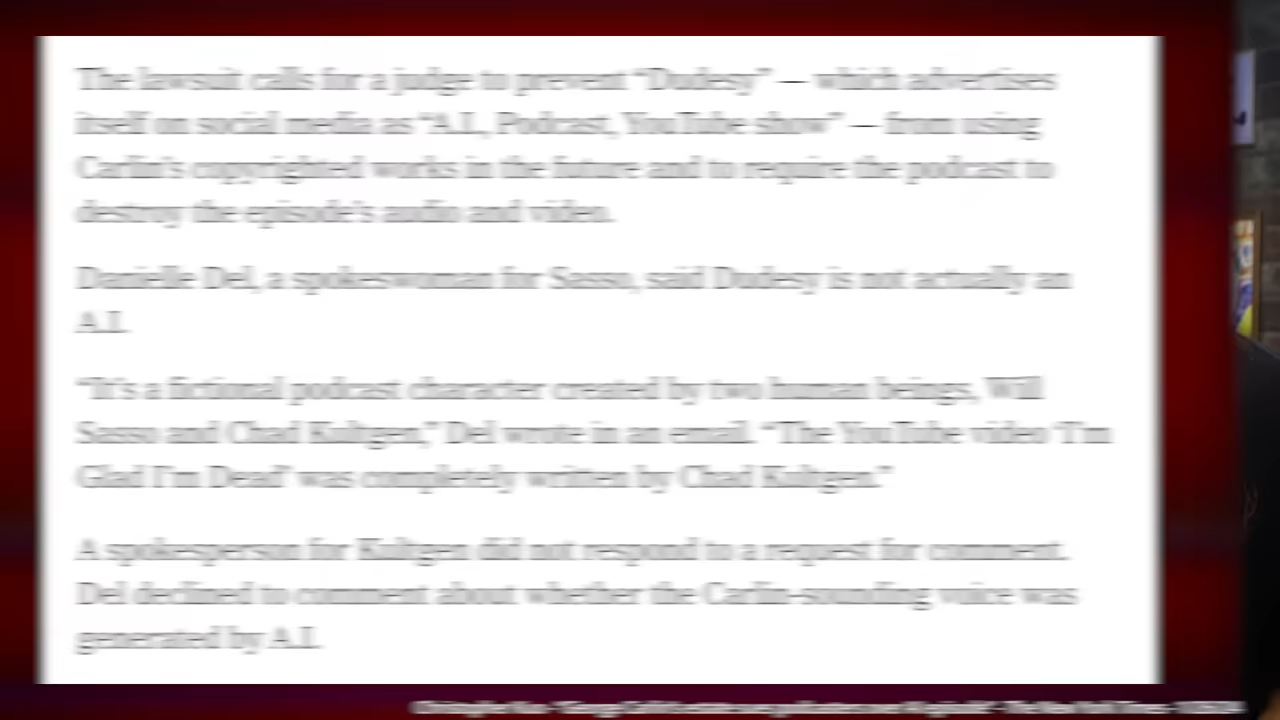 The lawsuit calls for a judge to prevent “Dudesy” — which advertises
itself on social media as “A.I., Podcast, YouTube show” — from using
Carlin’s copyrighted works in the future and to require the podcast to
destroy the episode’s audio and video.
Danielle Del, a spokeswoman for Sasso, said Dudesy is not actually an
A.I.
“It’s a fictional podcast character created by two human beings, Will
Sasso and Chad Kultgen,” Del wrote in an email. “The YouTube video ‘I’m
Glad I’m Dead’ was completely written by Chad Kultgen.”
A spokesperson for Kultgen did not respond to a request for comment.
Del declined to comment about whether the Carlin-sounding voice was
generated by A.I.